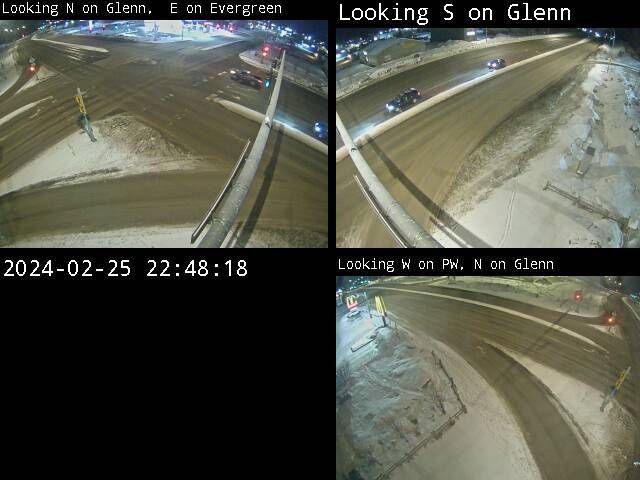 Looking N on Glenn,  E on Evergreen
Looking S on Glenn
2024-02-25 22:48:18
Looking W on PW, N on Glenn